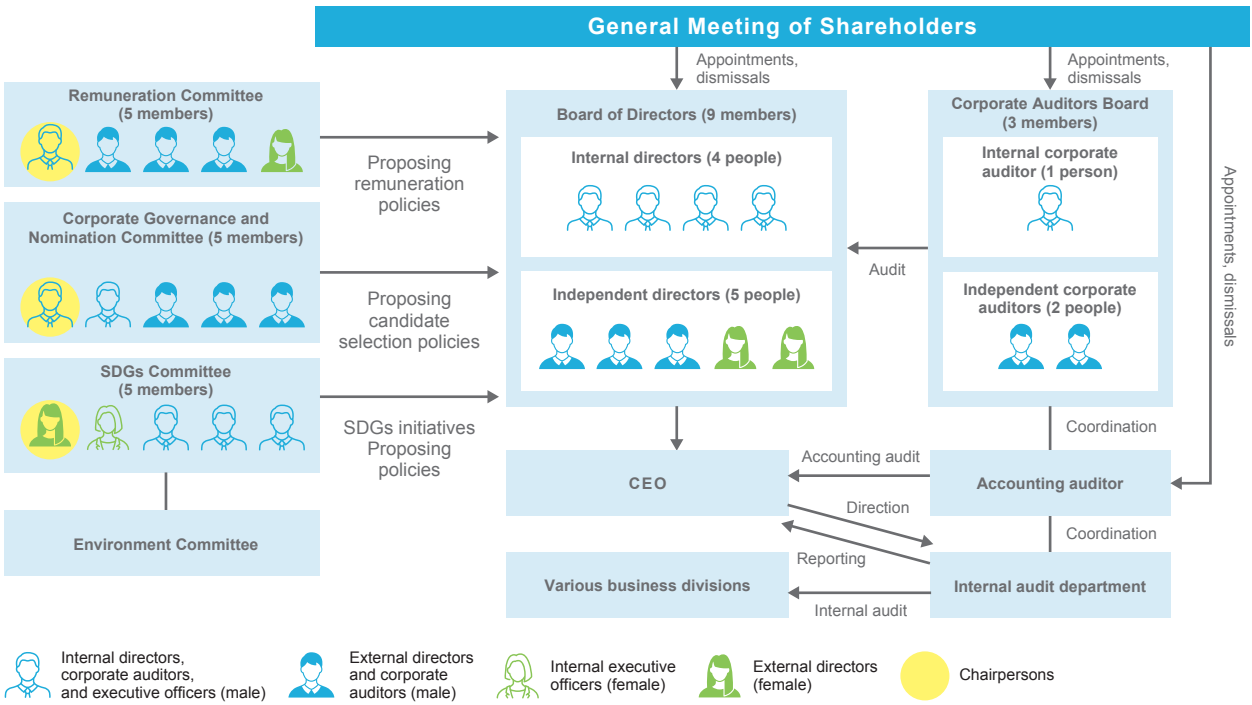 General Meeting of Shareholders
Appointments,
dismissals
Appointments,
dismissals
Appointments, dismissals
Remuneration Committee
(5 members)
Proposing
remuneration
policies
Corporate Governance and
Nomination Committee (5 members)
Proposing
candidate
selection policies
SDGs Committee
(5 members)
SDGs initiatives
Proposing
policies
Environment Committee
Board of Directors (9 members)
Internal directors (4 people)
Independent directors (5 people)
Audit
Corporate Auditors Board
(3 members)
Internal corporate
auditor (1 person)
Independent corporate
auditors (2 people)
Coordination
CEO
Accounting audit
Accounting auditor
Direction
Coordination
Reporting
Various business divisions
Internal audit
Internal audit department
Internal directors,
corporate auditors,
and executive officers (male)
External directors
and corporate
auditors (male)
Internal executive
officers (female)
External directors
(female)
Chairpersons